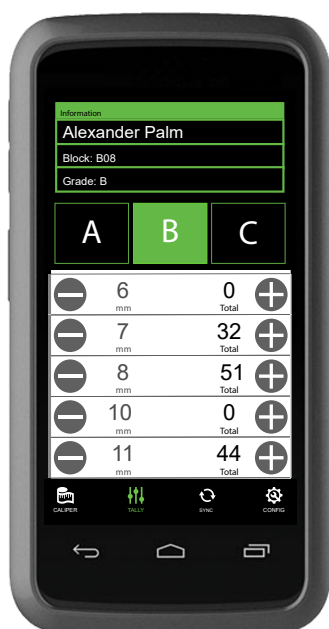 Information
Alexander Palm
Block: B08
Grade: B
A B C
6 0
mm Total
7 32
mm Total
8 51
mm Total
10 0
mm Total
11 44
mm Total
CALIPER TALLY SYNC CONFIG